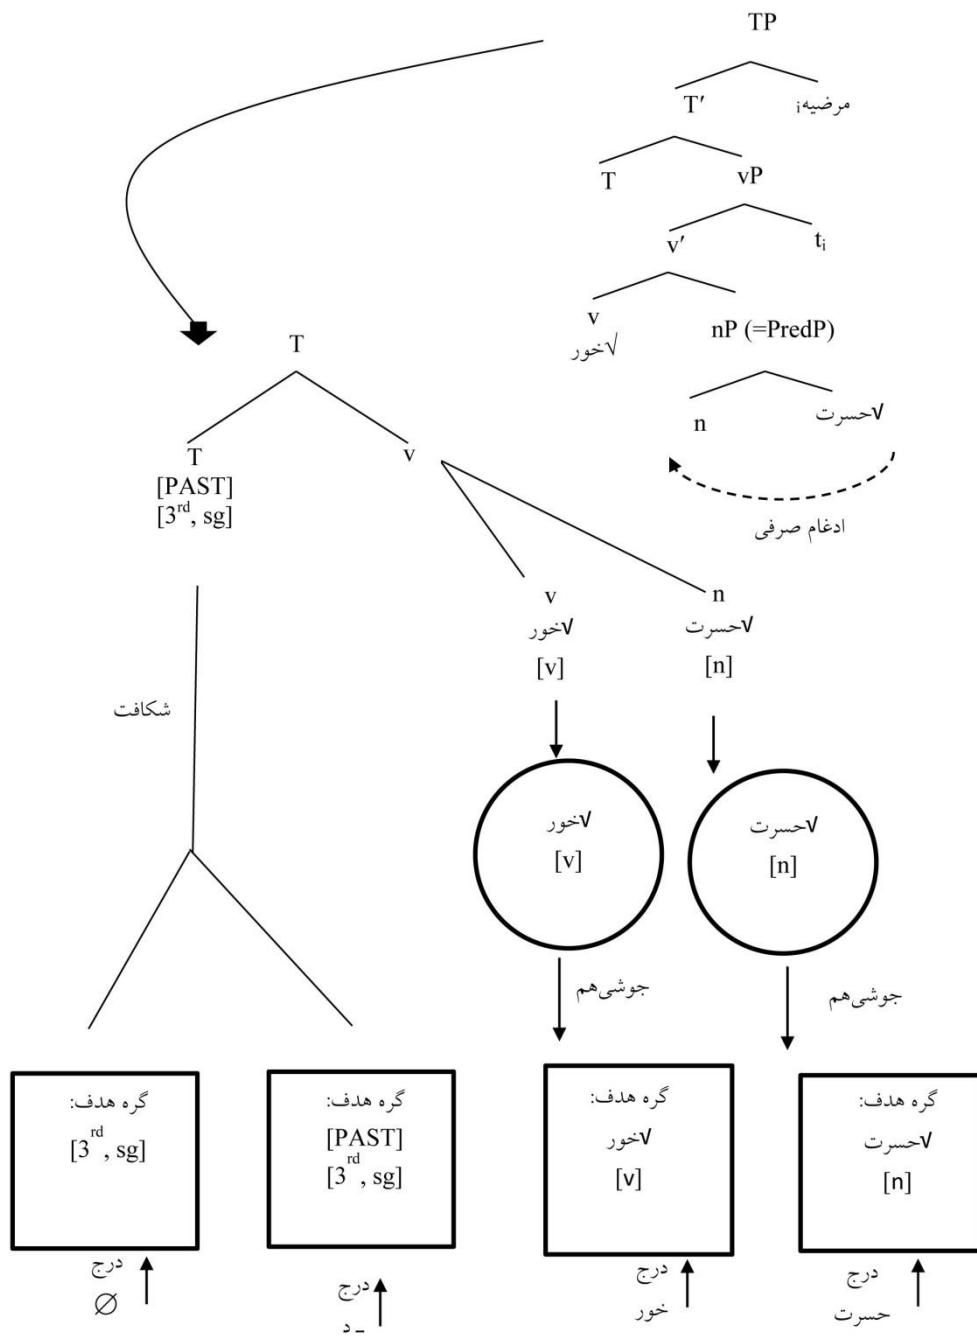 TP
T′
مرضیهi
T
vP
v′
ti
v
√خور
nP (=PredP)
n
√حسرت
ادغام صرفی
T
T
[PAST]
[3rd, sg]
v
v
√خور
[v]
n
√حسرت
[n]
شکافت
√خور
[v]
√حسرت
[n]
جوشی‌هم
جوشی‌هم
گره هدف:
√حسرت
[n]
گره هدف:
√خور
[v]
گره هدف:
[PAST]
[3rd, sg]
گره هدف:
[3rd, sg]
درج
حسرت
درج
خور
درج
ـد
درج
∅